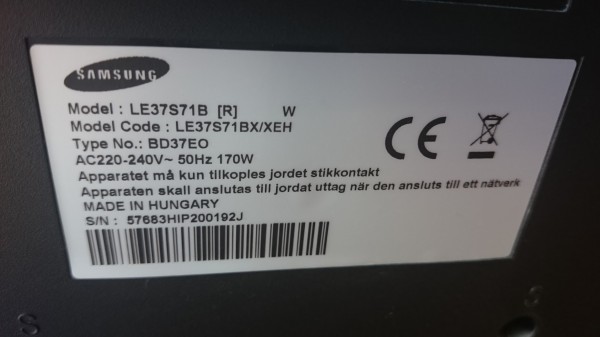 SAMSUNG
Model : LE37S71B [R] W
Model Code : LE37S71BX/XEH
Type No.: BD37EO
AC220-240V~ 50Hz 170W
Apparatet må kun tilkoples jordet stikkontakt
Apparaten skall anslutas till jordat uttag när den ansluts till ett nätverk
MADE IN HUNGARY
S/N : 57683HIP200192J
CE
S
S